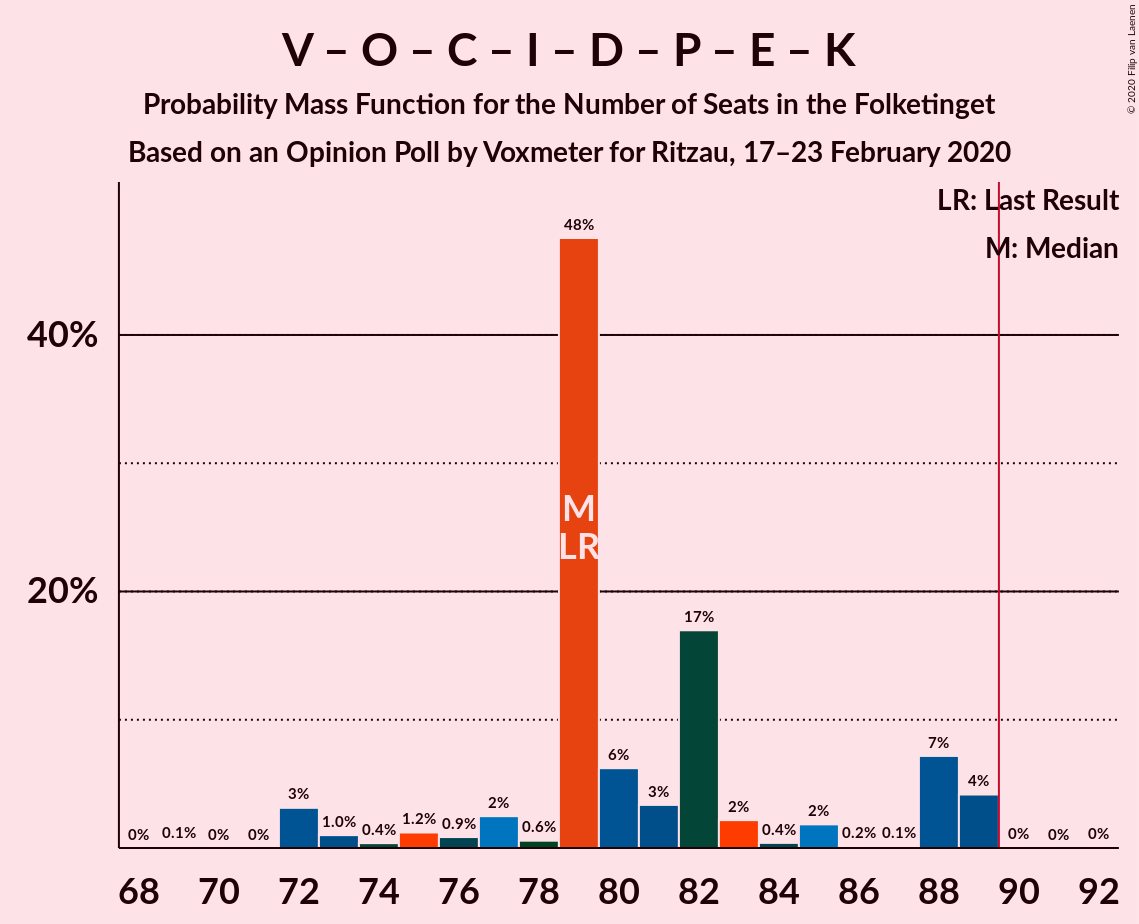 V – O – C – I – D – P – E – K
Probability Mass Function for the Number of Seats in the Folketinget
Based on an Opinion Poll by Voxmeter for Ritzau, 17–23 February 2020
© 2020 Filip van Laenen
LR: Last Result
M: Median
40%
20%
0% 0.1% 0% 0% 3% 1.0% 0.4% 1.2% 0.9% 2% 0.6% 48% 6% 3% 17% 2% 0.4% 2% 0.2% 0.1% 7% 4% 0% 0% 0%
M
LR
68 70 72 74 76 78 80 82 84 86 88 90 92